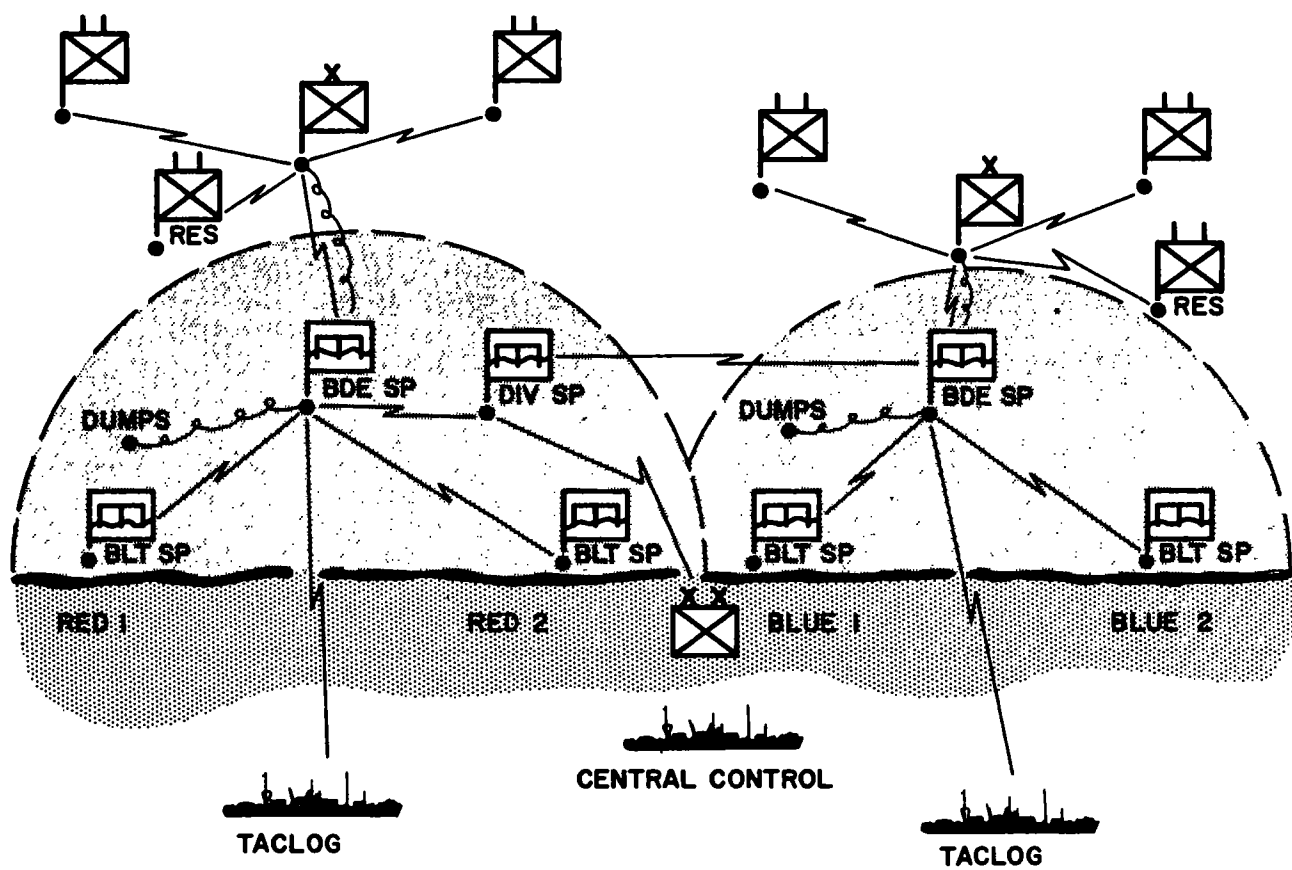 RES
RES
BDE SP
DIV SP
BDE SP
DUMPS
DUMPS
BLT SP
BLT SP
BLT SP
BLT SP
RED 1
RED 2
BLUE 1
BLUE 2
CENTRAL CONTROL
TACLOG
TACLOG